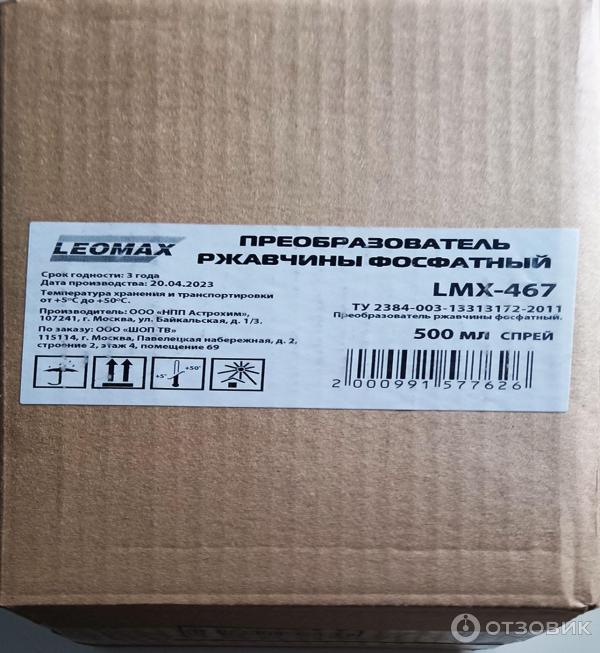 LEOMAX
ПРЕОБРАЗОВАТЕЛЬ
РЖАВЧИНЫ ФОСФАТНЫЙ
Срок годности: 3 года
Дата производства: 20.04.2023
Температура хранения и транспортировки
от +5°C до +50°C.
Производитель: ООО «НПП Астрохим»,
107241, г. Москва, ул. Байкальская, д. 1/3.
По заказу: ООО «ШОП ТВ»
115114, г. Москва, Павелецкая набережная, д. 2,
строение 2, этаж 4, помещение 69
LMX-467
ТУ 2384-003-13313172-2011
Преобразователь ржавчины фосфатный.
500 МЛ СПРЕЙ
+5° +50°
2 000991 577626
ОТЗОВИК